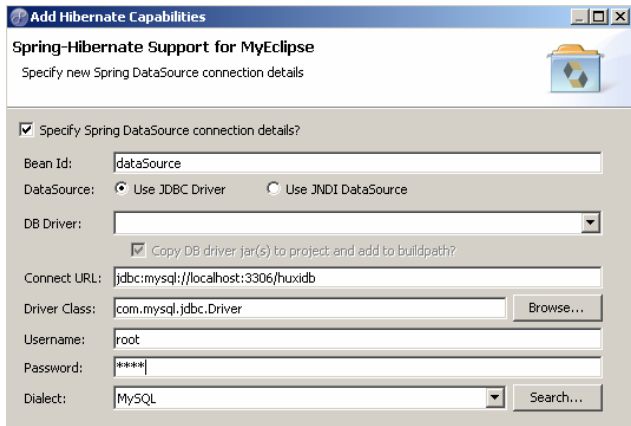 Add Hibernate Capabilities
Spring-Hibernate Support for MyEclipse
Specify new Spring DataSource connection details
Specify Spring DataSource connection details?
Bean Id: dataSource
DataSource: Use JDBC Driver Use JNDI DataSource
DB Driver:
Copy DB driver jar(s) to project and add to buildpath?
Connect URL: jdbc:mysql://localhost:3306/huxidb
Driver Class: com.mysql.jdbc.Driver Browse...
Username: root
Password: ****
Dialect: MySQL Search...